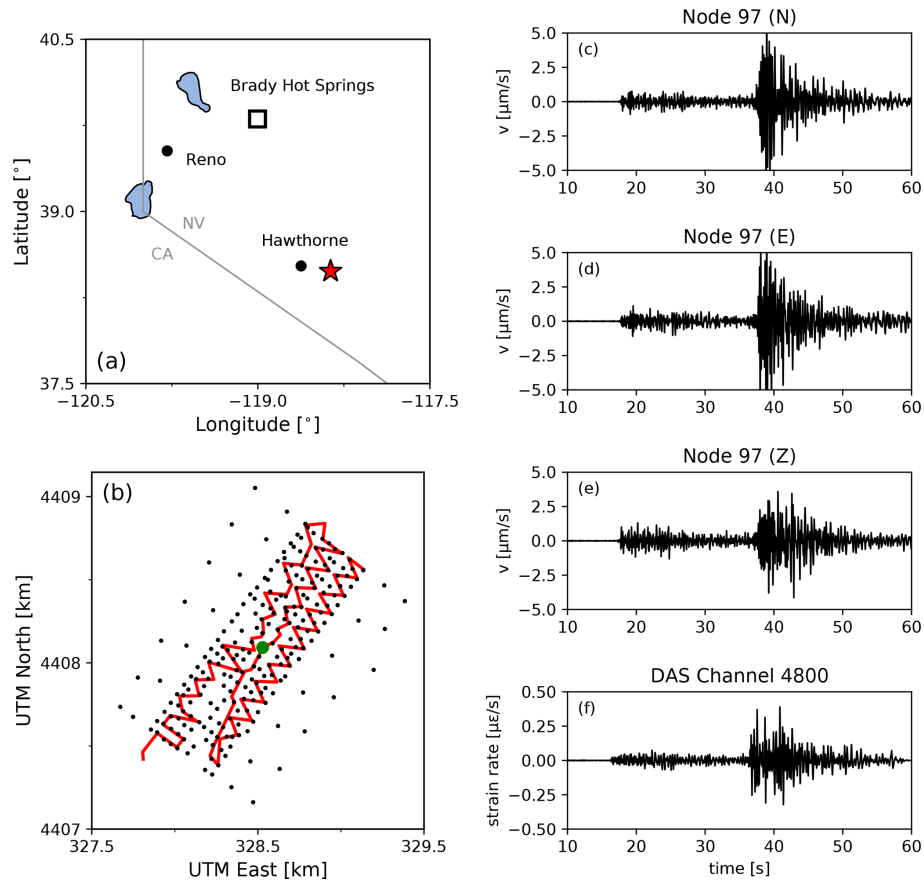 40.5
39.0
37.5
Latitude [°]
Brady Hot Springs
Reno
NV
CA
Hawthorne
(a)
−120.5
−119.0
−117.5
Longitude [°]
(b)
4409
4408
4407
UTM North [km]
327.5
328.5
329.5
UTM East [km]
Node 97 (N)
(c)
5.0
2.5
0.0
−2.5
−5.0
v [μm/s]
10 20 30 40 50 60
Node 97 (E)
(d)
5.0
2.5
0.0
−2.5
−5.0
v [μm/s]
10 20 30 40 50 60
Node 97 (Z)
(e)
5.0
2.5
0.0
−2.5
−5.0
v [μm/s]
10 20 30 40 50 60
DAS Channel 4800
(f)
0.50
0.25
0.00
−0.25
−0.50
strain rate [με/s]
10 20 30 40 50 60
time [s]